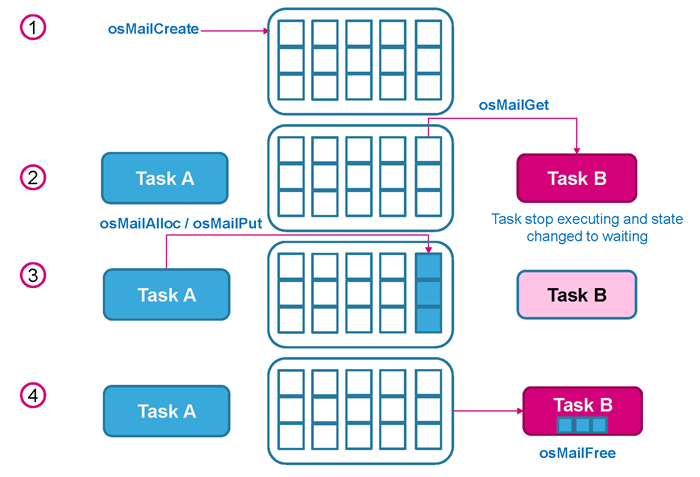 1
osMailCreate
osMailGet
2
Task A
Task B
Task stop executing and state
changed to waiting
osMailAlloc / osMailPut
3
Task A
Task B
4
Task A
Task B
osMailFree